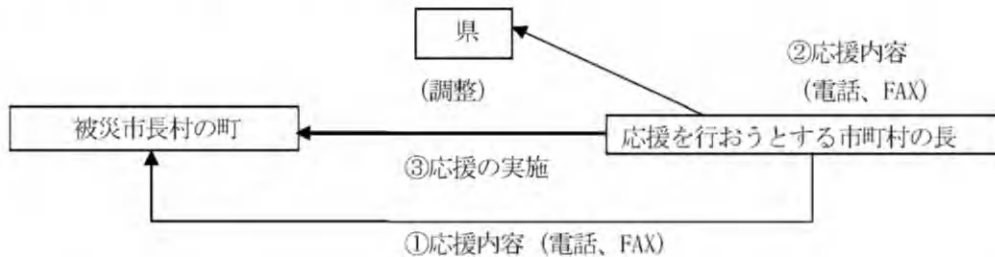 県
②応援内容
(電話、FAX)
(調整)
被災市長村の町
応援を行おうとする市町村の長
③応援の実施
①応援内容（電話、FAX）